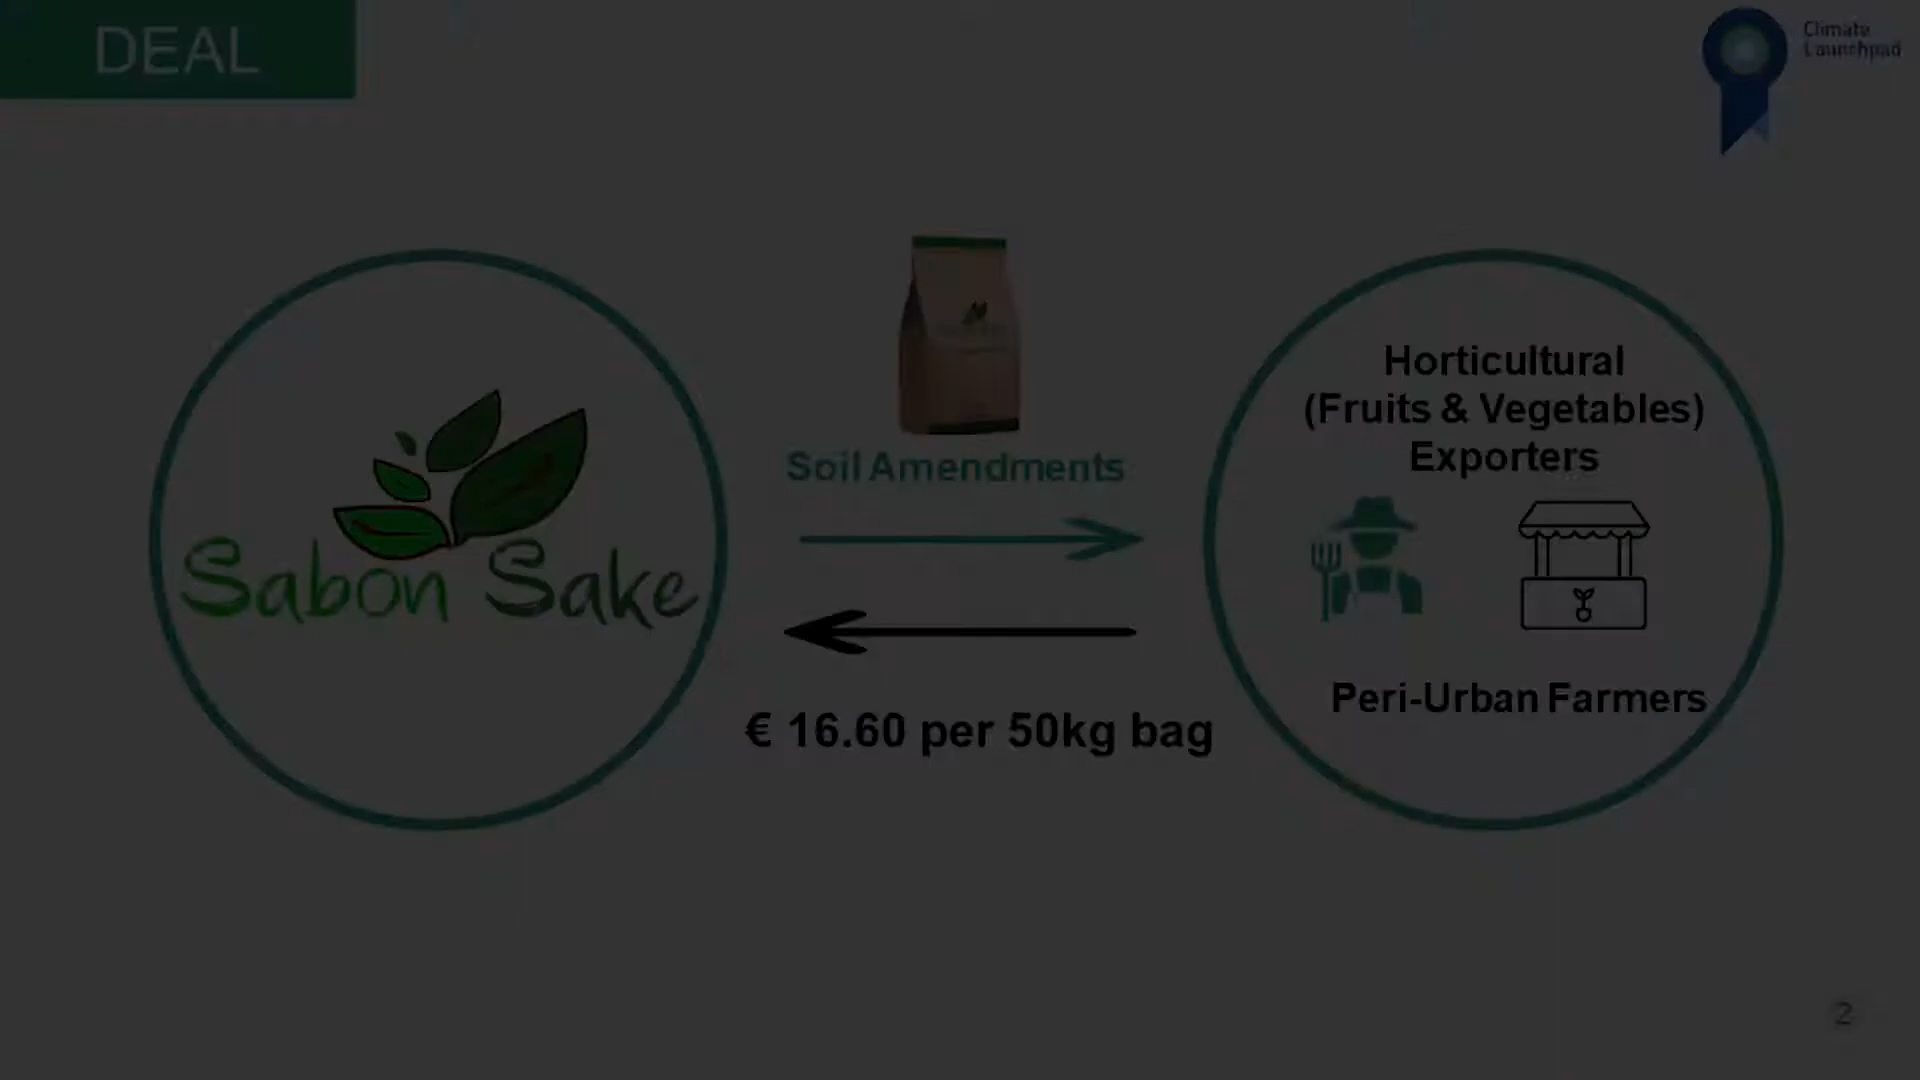 DEAL
Climate
Launchpad
Sabon Sake
Soil Amendments
€ 16.60 per 50kg bag
Horticultural
(Fruits & Vegetables)
Exporters
Peri-Urban Farmers
2